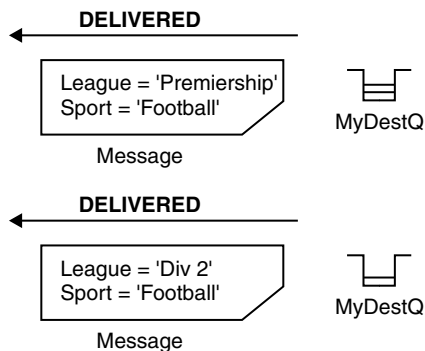 DELIVERED
League = 'Premiership'
Sport = 'Football'
MyDestQ
Message
DELIVERED
League = 'Div 2'
Sport = 'Football'
MyDestQ
Message